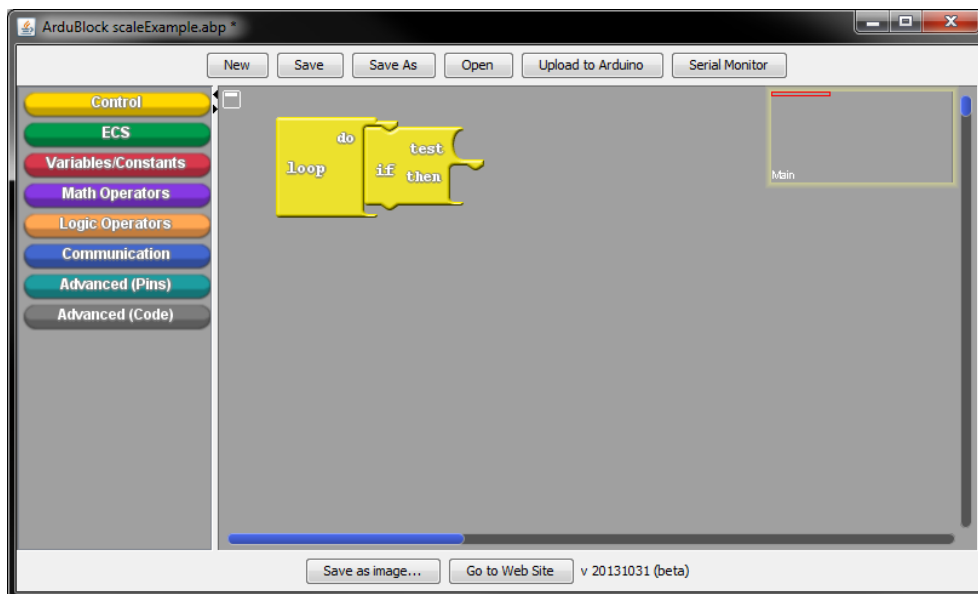 ArduBlock scaleExample.abp *
New Save Save As Open Upload to Arduino Serial Monitor
Control
ECS
Variables/Constants
Math Operators
Logic Operators
Communication
Advanced (Pins)
Advanced (Code)
do
test
loop if
then
Main
Save as image... Go to Web Site v 20131031 (beta)